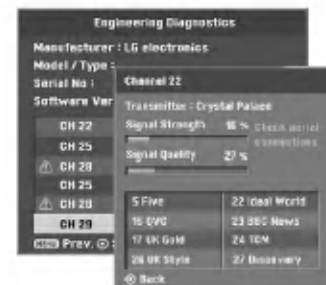 Engineering Diagnostics
Manufacturer : LG electronics
Model / Type :
Serial No :
Software Ver
CH 22
CH 25
CH 28
CH 25
CH 28
CH 29
MENU Prev.
Channel 22
Transmitter : Crystal Palace
Signal Strength 16 % Check aerial
connections
Signal Quality 27 %
5 Five
22 Ideal World
16 QVC
23 BBC News
17 UK Gold
24 TCM
26 UK Style
27 Discovery
Back